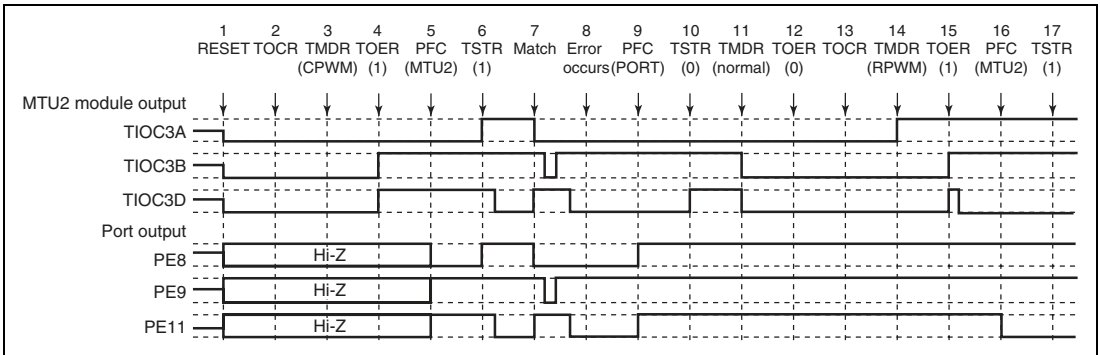 1 2 3 4 5 6 7 8 9 10 11 12 13 14 15 16 17
RESET TOCR TMDR TOER PFC TSTR Match Error PFC TSTR TMDR TOER TOCR TMDR TOER PFC TSTR
(CPWM) (1) (MTU2) (1) occurs (PORT) (0) (normal) (0) (RPWM) (1) (MTU2) (1)
MTU2 module output
TIOC3A
TIOC3B
TIOC3D
Port output
PE8 Hi-Z
PE9 Hi-Z
PE11 Hi-Z